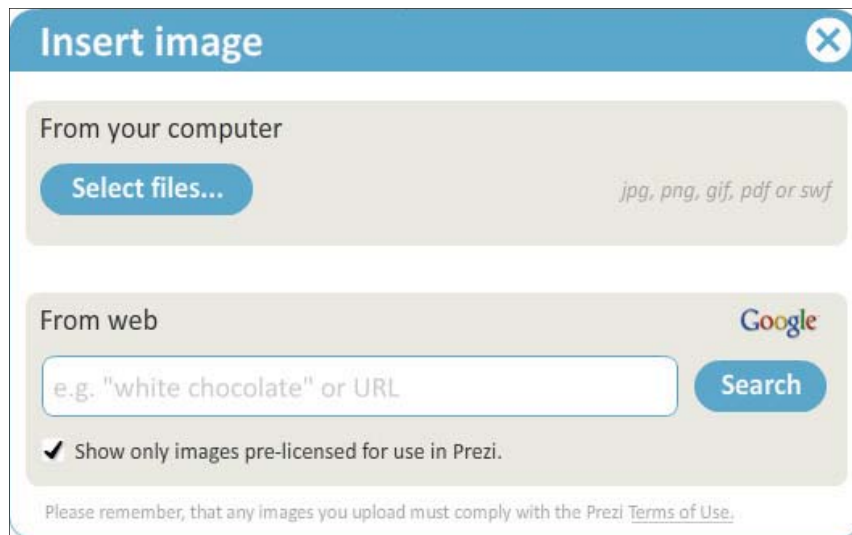 Insert image
From your computer
Select files...
jpg, png, gif, pdf or swf
From web
Google
e.g. "white chocolate" or URL
Search
Show only images pre-licensed for use in Prezi.
Please remember, that any images you upload must comply with the Prezi Terms of Use.